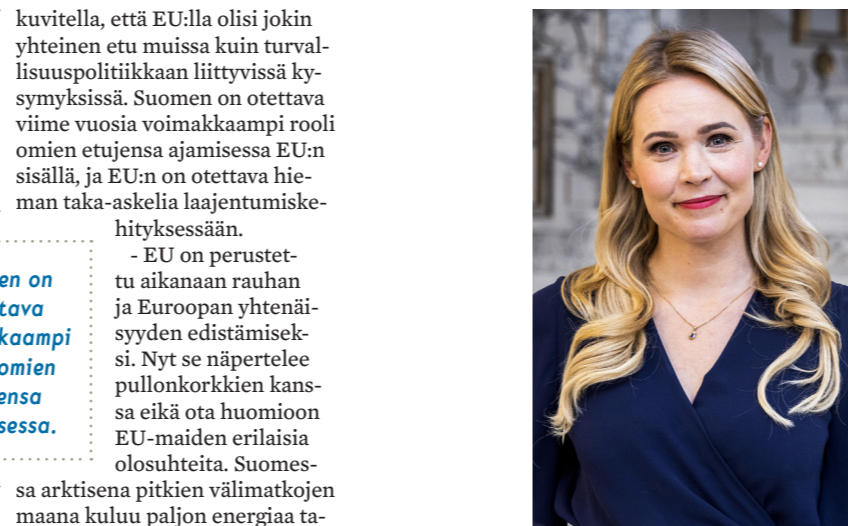 kuvitella, että EU:lla olisi jokin
yhteinen etu muissa kuin turval-
lisuuspolitiikkaan liittyvissä ky-
symyksissä. Suomen on otettava
viime vuosia voimakkaampi rooli
omien etujensa ajamisessa EU:n
sisällä, ja EU:n on otettava hie-
man taka-askelia laajentumiske-
hityksessään.
- EU on perustet-
tu aikanaan rauhan
ja Euroopan yhtenäi-
syyden edistämisek-
si. Nyt se näpertelee
pullonkorkkien kans-
sa eikä ota huomioon
EU-maiden erilaisia
olosuhteita. Suomes-
sa arktisena pitkien välimatkojen
maana kuluu paljon energiaa ta-
en on
tava
kaampi
omien
ensa
sessa.